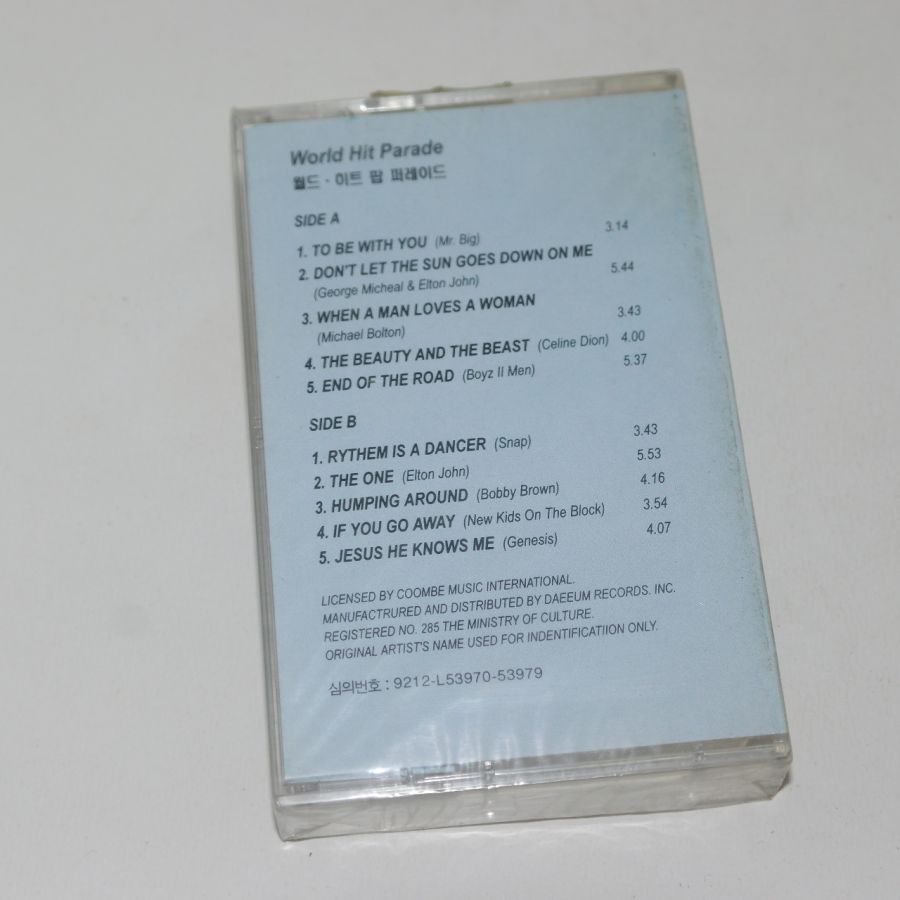 World Hit Parade
월드·히트 팝 퍼레이드
SIDE A
1. TO BE WITH YOU (Mr. Big) 3.14
2. DON'T LET THE SUN GOES DOWN ON ME
(George Micheal & Elton John) 5.44
3. WHEN A MAN LOVES A WOMAN
(Michael Bolton) 3.43
4. THE BEAUTY AND THE BEAST (Celine Dion) 4.00
5. END OF THE ROAD (Boyz II Men) 5.37
SIDE B
1. RYTHEM IS A DANCER (Snap) 3.43
2. THE ONE (Elton John) 5.53
3. HUMPING AROUND (Bobby Brown) 4.16
4. IF YOU GO AWAY (New Kids On The Block) 3.54
5. JESUS HE KNOWS ME (Genesis) 4.07
LICENSED BY COOMBE MUSIC INTERNATIONAL.
MANUFACTRURED AND DISTRIBUTED BY DAEEUM RECORDS. INC.
REGISTERED NO. 285 THE MINISTRY OF CULTURE.
ORIGINAL ARTIST'S NAME USED FOR INDENTIFICATIION ONLY.
심의번호 : 9212-L53970-53979